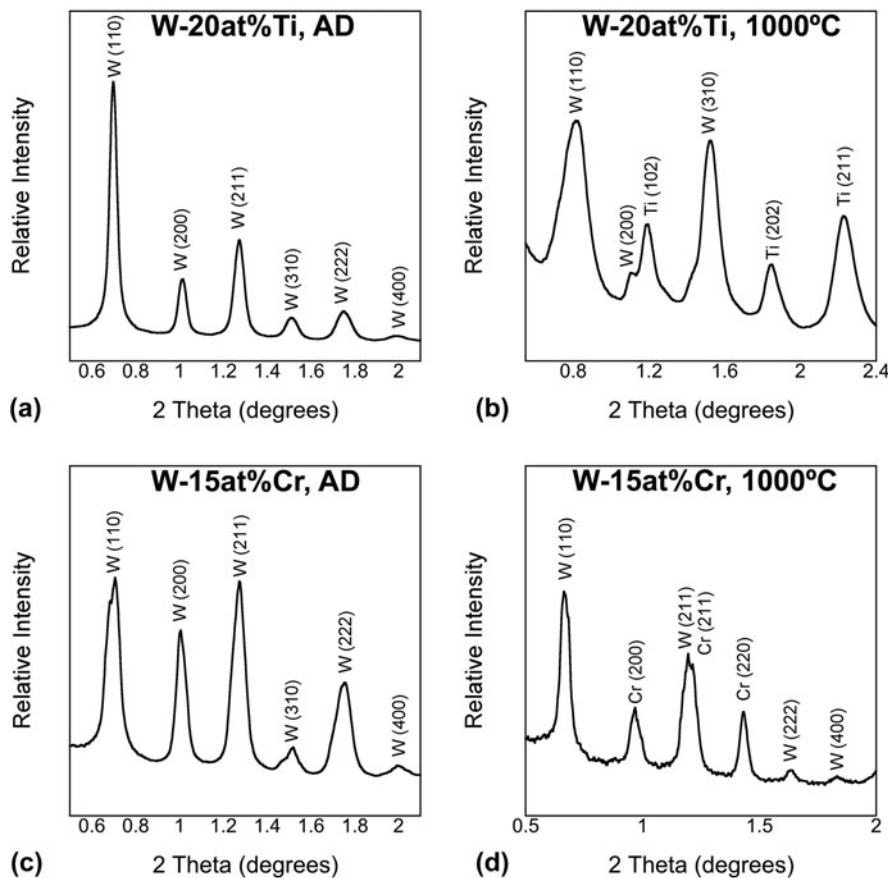 W-20at%Ti, AD
Relative Intensity
W (110)
W (200)
W (211)
W (310)
W (222)
W (400)
0.6 1 1.2 1.4 1.6 1.8 2
(a)
2 Theta (degrees)
W-20at%Ti, 1000ºC
Relative Intensity
W (110)
W (200)
Ti (102)
W (310)
Ti (202)
Ti (211)
0.8 1.2 1.6 2 2.4
(b)
2 Theta (degrees)
W-15at%Cr, AD
Relative Intensity
W (110)
W (200)
W (211)
W (310)
W (222)
W (400)
0.6 1 1.2 1.4 1.6 1.8 2
(c)
2 Theta (degrees)
W-15at%Cr, 1000ºC
Relative Intensity
W (110)
Cr (200)
W (211)
Cr (211)
Cr (220)
W (222)
W (400)
0.5 1 1.5 2
(d)
2 Theta (degrees)